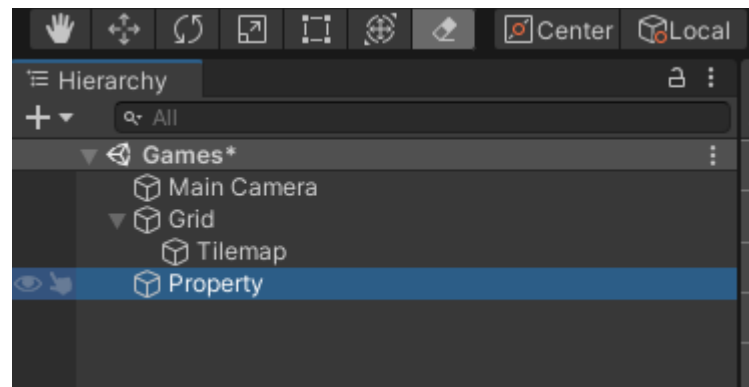 Center Local
Hierarchy
All
Games*
Main Camera
Grid
Tilemap
Property